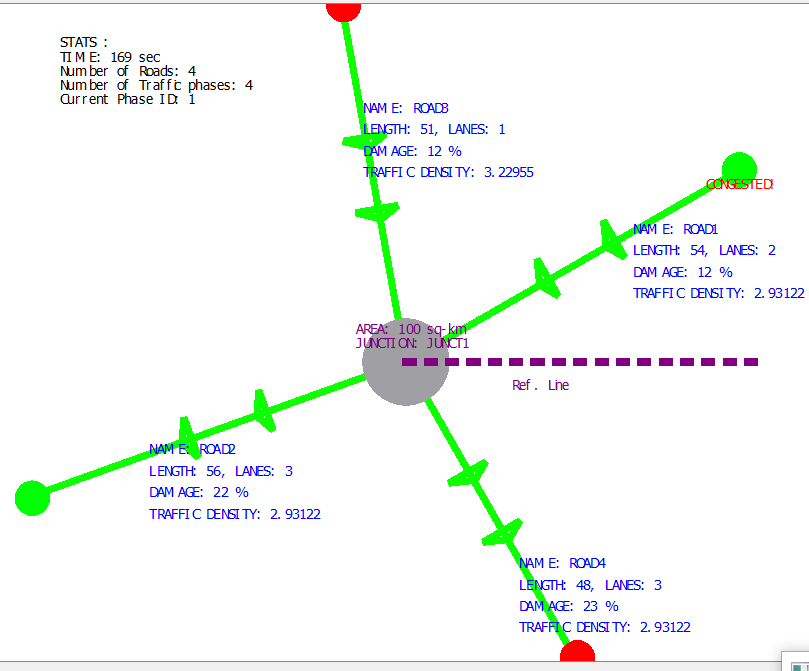 STATS :
TIME: 169 sec
Number of Roads: 4
Number of Traffic phases: 4
Current Phase ID: 1
NAME: ROAD3
LENGTH: 51, LANES: 1
DAMAGE: 12 %
TRAFFIC DENSITY: 3.22955
CONGESTED!
NAME: ROAD1
LENGTH: 54, LANES: 2
DAMAGE: 12 %
TRAFFIC DENSITY: 2.93122
AREA: 100 sq-km
JUNCTION: JUNCT1
Ref. Line
NAME: ROAD2
LENGTH: 56, LANES: 3
DAMAGE: 22 %
TRAFFIC DENSITY: 2.93122
NAME: ROAD4
LENGTH: 48, LANES: 3
DAMAGE: 23 %
TRAFFIC DENSITY: 2.93122